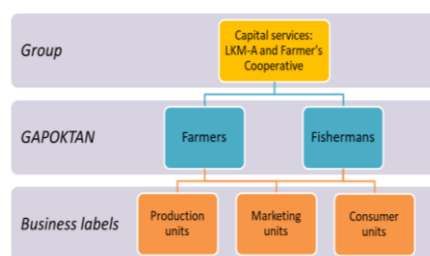 Group
Capital services:
LKM-A and Farmer's
Cooperative
GAPOKTAN
Farmers
Fishermans
Business labels
Production
units
Marketing
units
Consumer
units